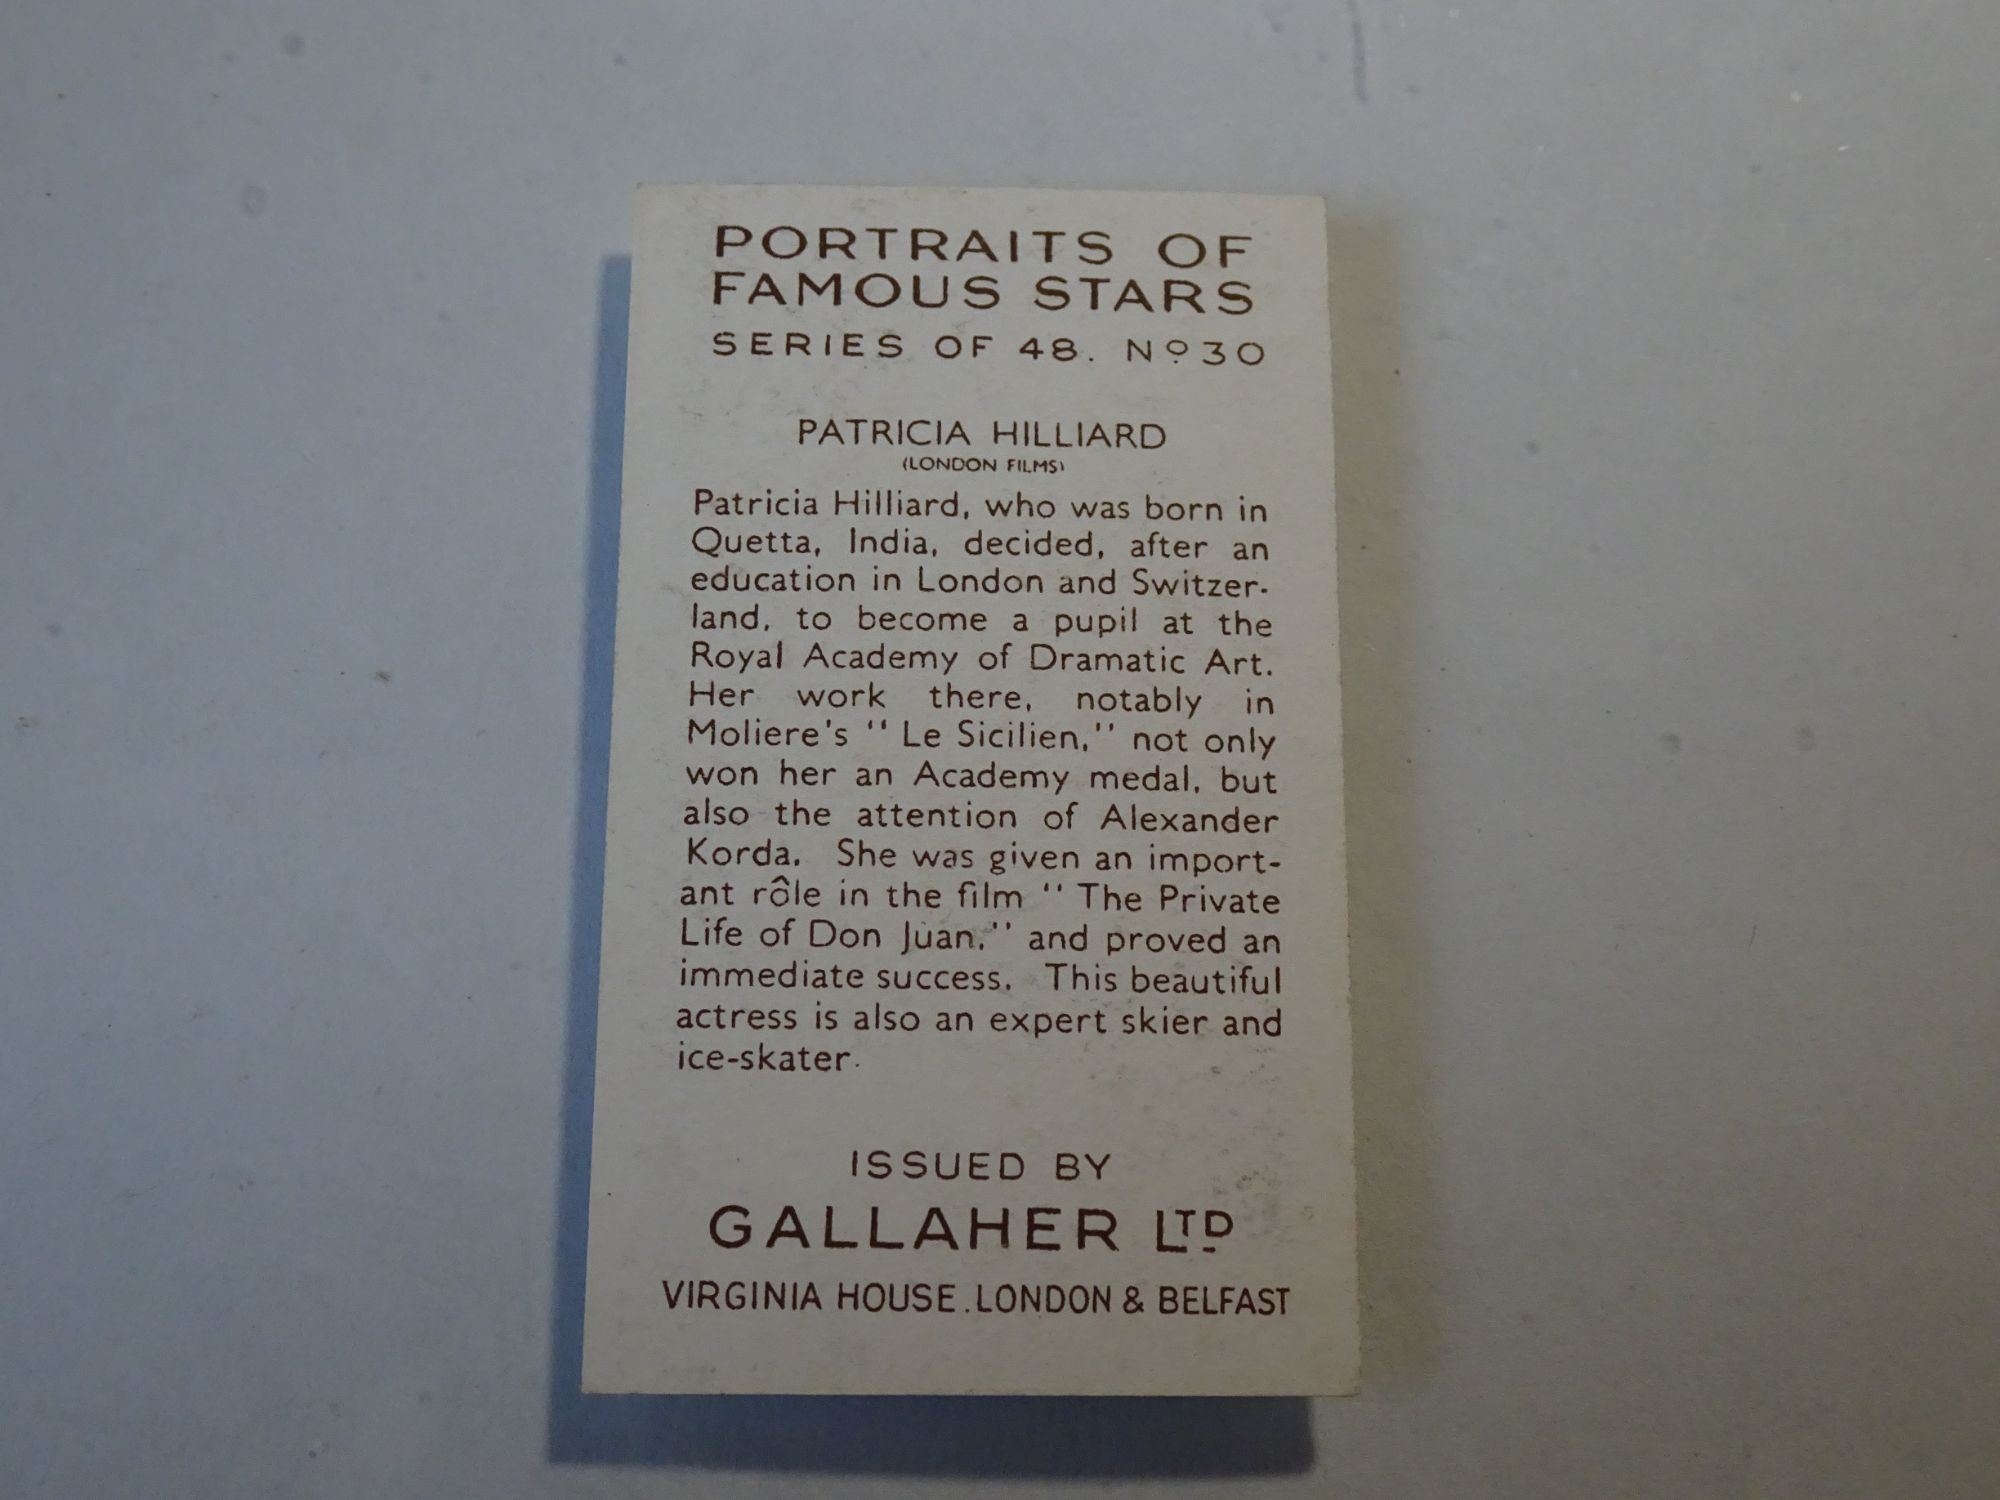 PORTRAITS OF
FAMOUS STARS
SERIES OF 48. Nº 30
PATRICIA HILLIARD
(LONDON FILMS)
Patricia Hilliard, who was born in
Quetta, India, decided, after an
education in London and Switzer-
land, to become a pupil at the
Royal Academy of Dramatic Art.
Her work there, notably in
Moliere's "Le Sicilien," not only
won her an Academy medal, but
also the attention of Alexander
Korda. She was given an import-
ant rôle in the film "The Private
Life of Don Juan," and proved an
immediate success. This beautiful
actress is also an expert skier and
ice-skater.
ISSUED BY
GALLAHER LTD
VIRGINIA HOUSE. LONDON & BELFAST